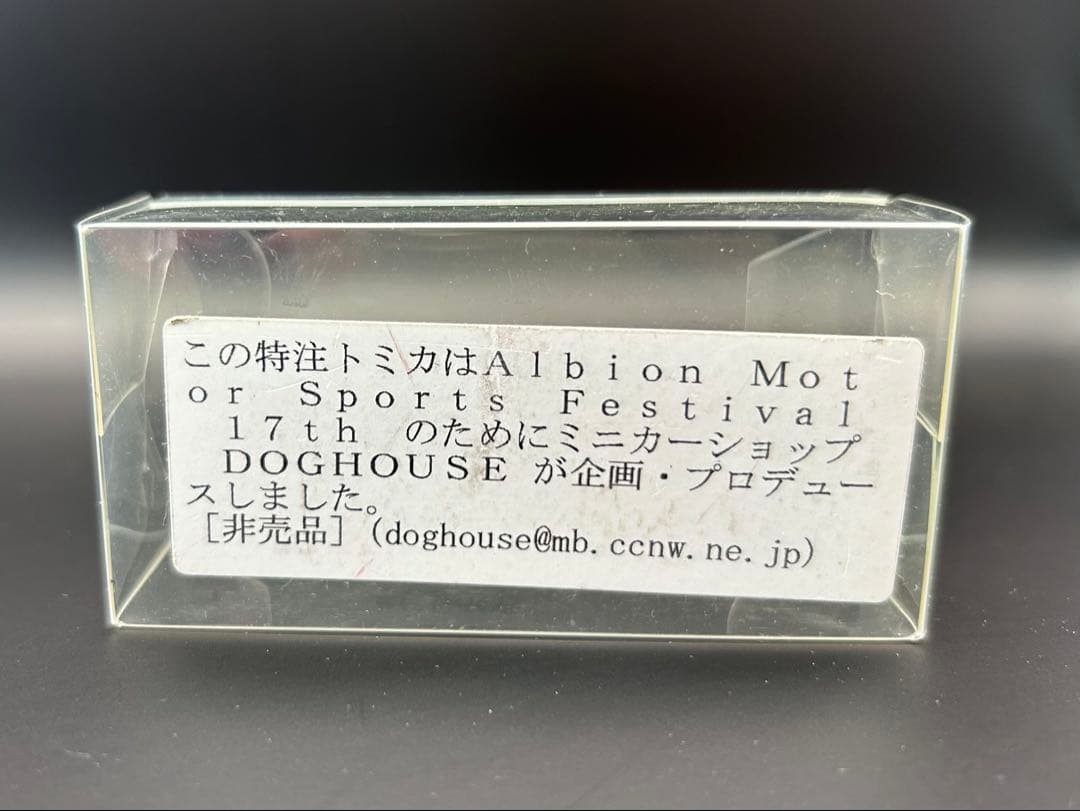 この特注トミカはＡｌｂｉｏｎ　Ｍｏｔ
ｏｒ　Ｓｐｏｒｔｓ　Ｆｅｓｔｉｖａｌ
　１７ｔｈ　のためにミニカーショップ
　ＤＯＧＨＯＵＳＥ が企画・プロデュー
スしました。
［非売品］（doghouse@mb.ccnw.ne.jp)